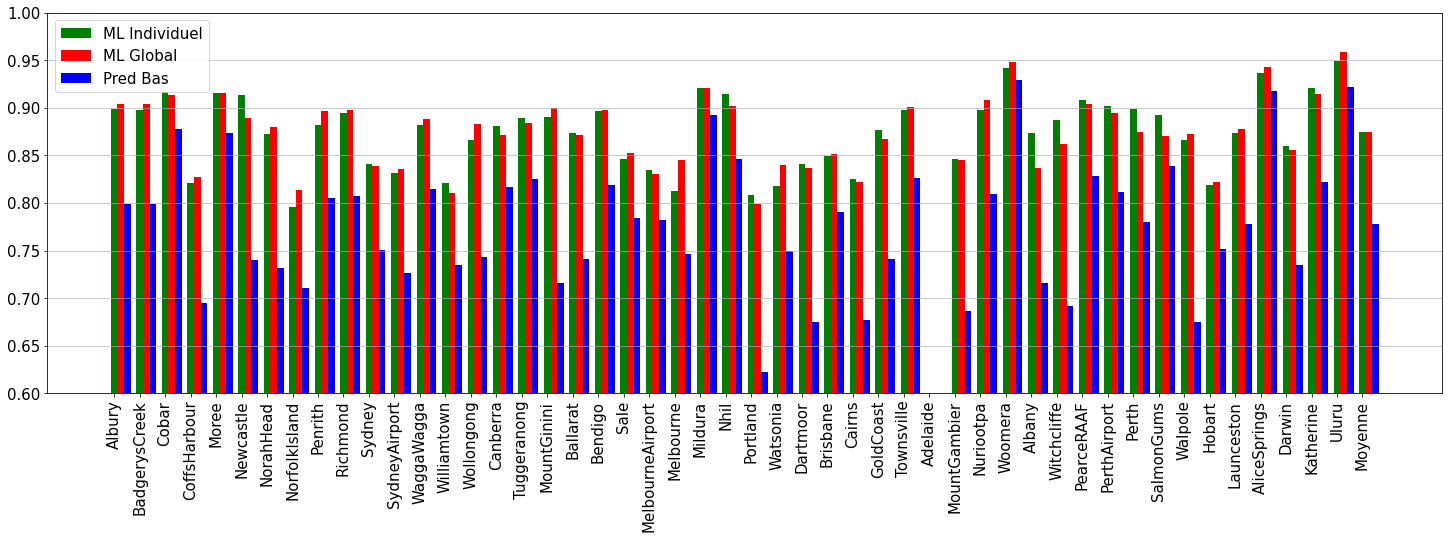 1.00
0.95
0.90
0.85
0.80
0.75
0.70
0.65
0.60
ML Individuel
ML Global
Pred Bas
Albury
BadgerysCreek
Cobar
CoffsHarbour
Moree
Newcastle
NorahHead
NorfolkIsland
Penrith
Richmond
Sydney
SydneyAirport
WaggaWagga
Williamtown
Wollongong
Canberra
Tuggeranong
MountGinini
Ballarat
Bendigo
Sale
MelbourneAirport
Melbourne
Mildura
Nhil
Portland
Watsonia
Dartmoor
Brisbane
Cairns
GoldCoast
Townsville
Adelaide
MountGambier
Nuriootpa
Woomera
Albany
Witchcliffe
PearceRAAF
PerthAirport
Perth
SalmonGums
Walpole
Hobart
Launceston
AliceSprings
Darwin
Katherine
Uluru
Moyenne